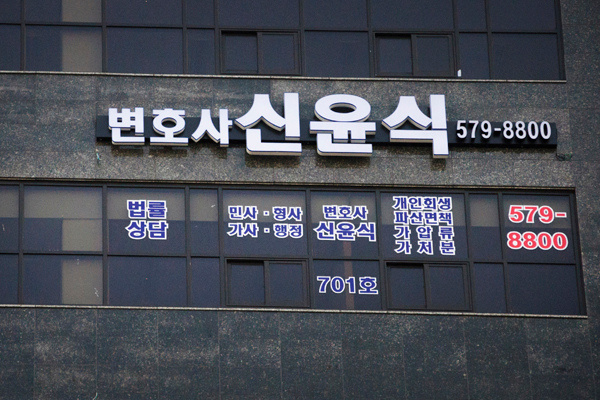 변호사 신윤식 579-8800
법률
상담
민사·형사
가사·행정
변호사
신윤식
701호
개인회생
파산면책
가압류
가처분
579-
8800